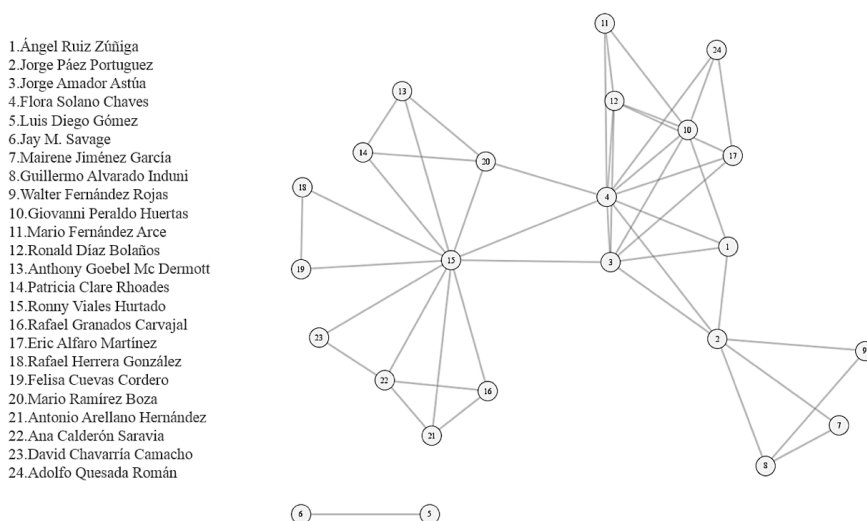 1.Ángel Ruiz Zúñiga
2.Jorge Páez Portuguez
3.Jorge Amador Astúa
4.Flora Solano Chaves
5.Luis Diego Gómez
6.Jay M. Savage
7.Mairene Jiménez García
8.Guillermo Alvarado Induni
9.Walter Fernández Rojas
10.Giovanni Peraldo Huertas
11.Mario Fernández Arce
12.Ronald Díaz Bolaños
13.Anthony Goebel Mc Dermott
14.Patricia Clare Rhoades
15.Ronny Viales Hurtado
16.Rafael Granados Carvajal
17.Eric Alfaro Martínez
18.Rafael Herrera González
19.Felisa Cuevas Cordero
20.Mario Ramírez Boza
21.Antonio Arellano Hernández
22.Ana Calderón Saravia
23.David Chavarría Camacho
24.Adolfo Quesada Román
11
24
13
12
10
14
20
17
18
4
1
15
3
19
23
2
9
22
16
7
21
8
6
5